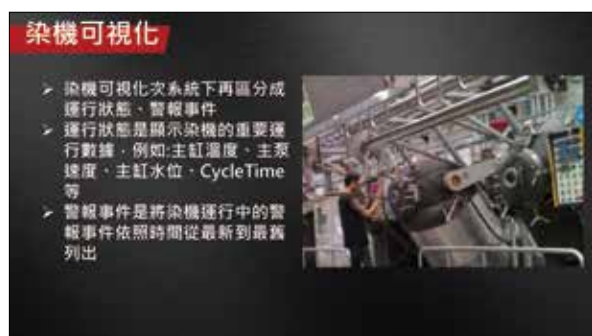 染機可視化
染機可視化次系統下再區分成
運行狀態、警報事件
運行狀態是顯示染機的重要運
行數據，例如:主缸溫度、主泵
速度、主缸水位、CycleTime
等
警報事件是將染機運行中的警
報事件依照時間從最新到最舊
列出